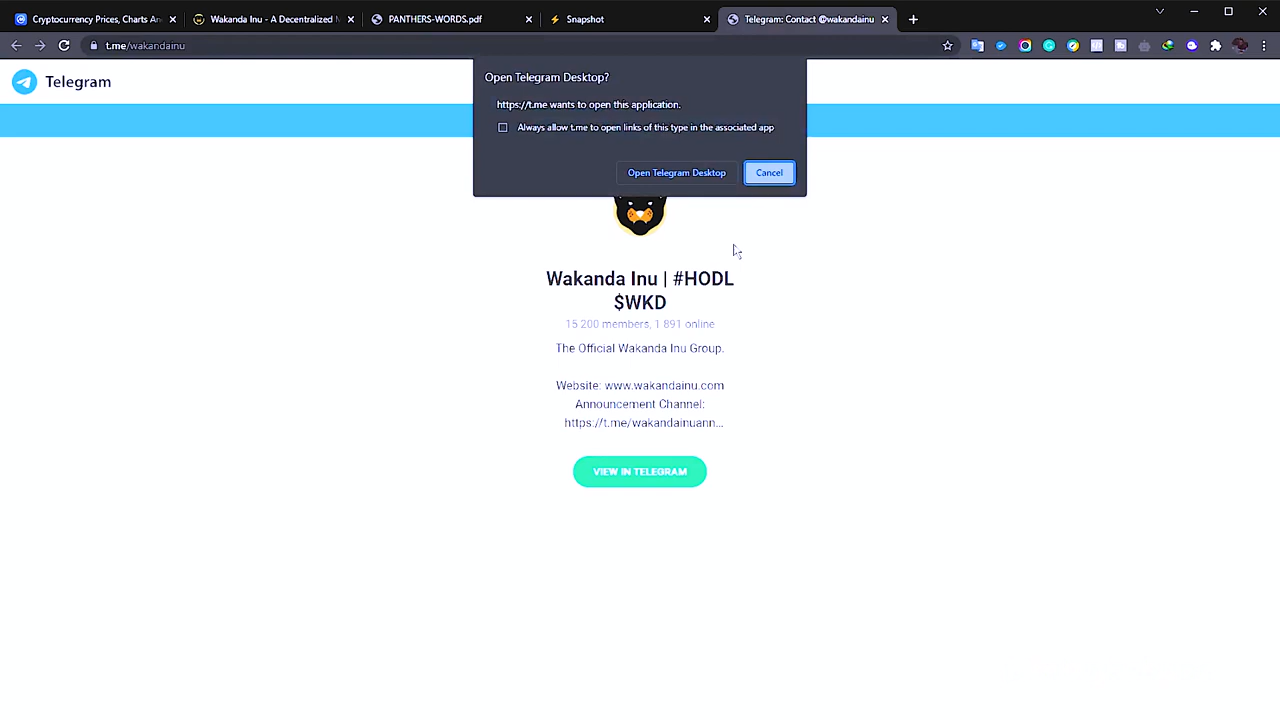 Cryptocurrency Prices, Charts An
Wakanda Inu - A Decentralized M
PANTHERS-WORDS.pdf
Snapshot
Telegram: Contact @wakandainu
t.me/wakandainu
Telegram
Open Telegram Desktop?
https://t.me wants to open this application.
Always allow t.me to open links of this type in the associated app
Open Telegram Desktop
Cancel
Wakanda Inu | #HODL
$WKD
15 200 members, 1 891 online
The Official Wakanda Inu Group.
Website: www.wakandainu.com
Announcement Channel:
https://t.me/wakandainuann...
VIEW IN TELEGRAM